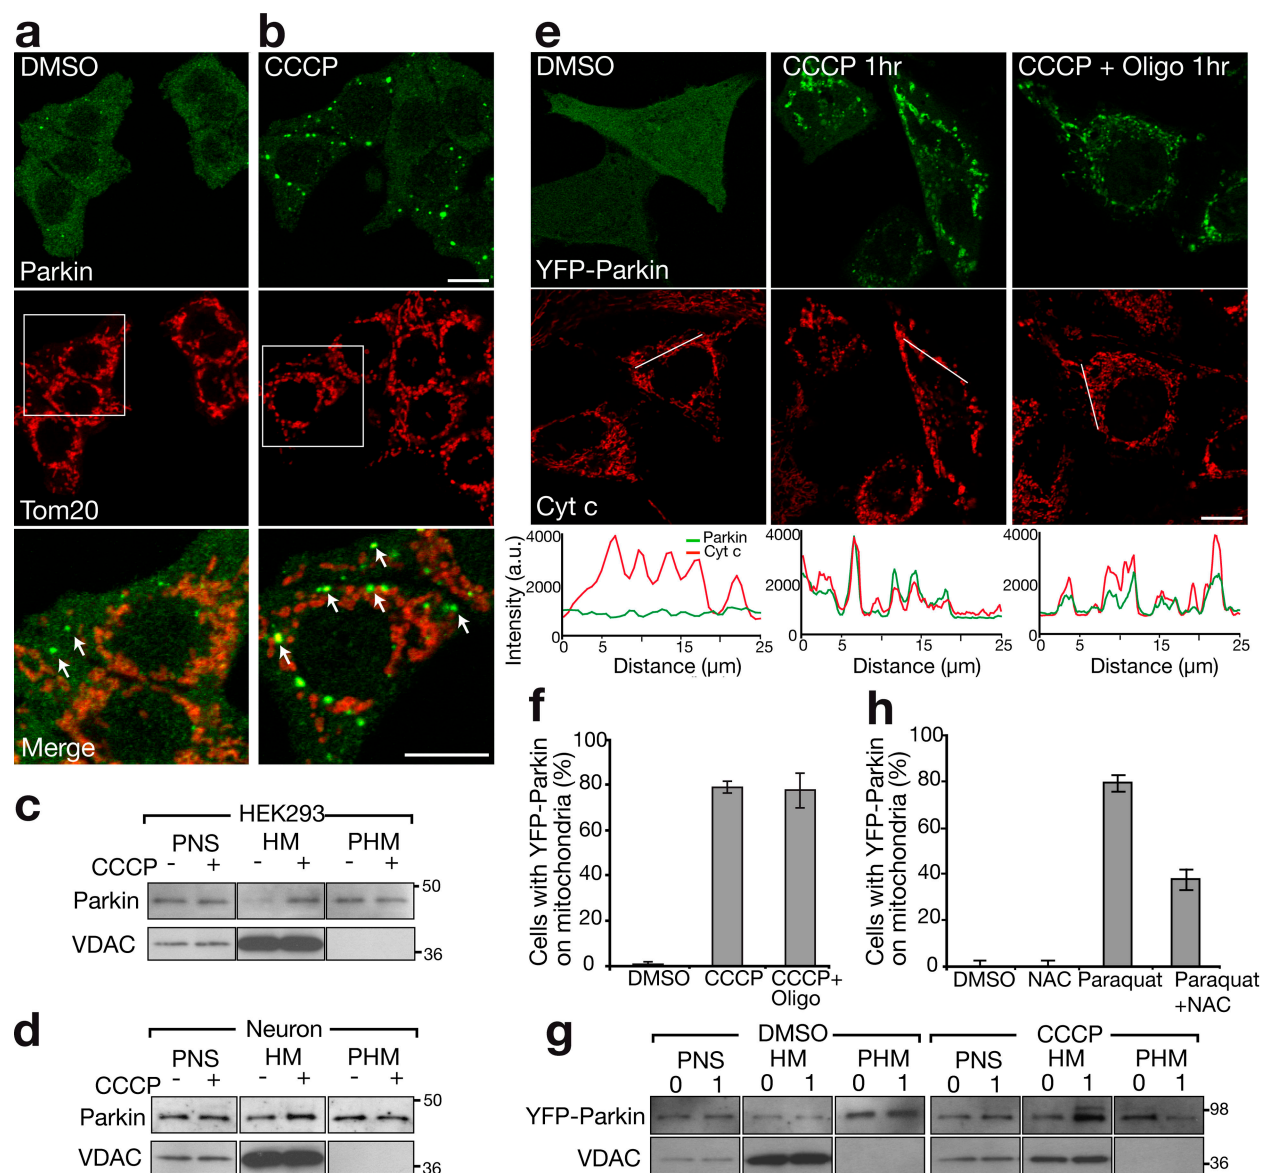 a
DMSO
Parkin
Tom20
Merge
b
CCCP
c
HEK293
PNS HM PHM
CCCP - + - + - +
Parkin 50
VDAC 36
d
Neuron
PNS HM PHM
CCCP - + - + - +
Parkin 50
VDAC 36
e
DMSO CCCP 1hr CCCP + Oligo 1hr
YFP-Parkin
Cyt c
Intensity (a.u.)
4000 4000 4000
2000 2000 2000
0 0 0
Parkin
Cyt c
0 5 15 25 0 5 15 25 0 5 15 25
Distance (µm) Distance (µm) Distance (µm)
f
Cells with YFP-Parkin
on mitochondria (%)
100
80
60
40
20
0
DMSO CCCP CCCP+
Oligo
h
Cells with YFP-Parkin
on mitochondria (%)
100
80
60
40
20
0
DMSO NAC Paraquat Paraquat
+NAC
g
DMSO CCCP
PNS HM PHM PNS HM PHM
0 1 0 1 0 1 0 1 0 1 0 1
YFP-Parkin 98
VDAC 36